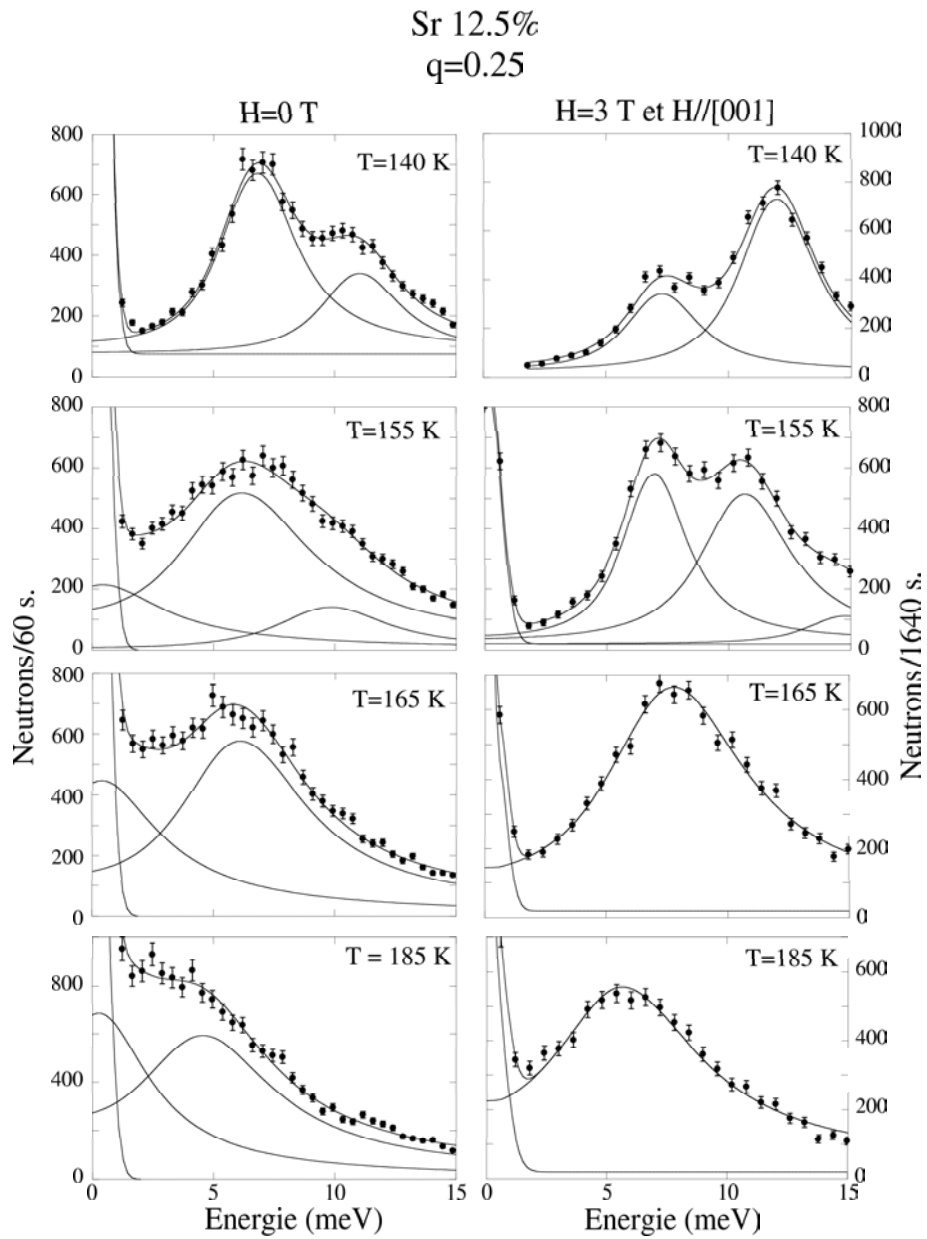 Sr 12.5%
q=0.25
H=0 T
H=3 T et H//[001]
800
600
400
200
0
T=140 K
T=140 K
1000
800
600
400
200
0
800
600
400
200
0
T=155 K
T=155 K
800
600
400
200
0
800
600
400
200
0
T=165 K
T=165 K
600
400
200
0
800
400
0
T = 185 K
T=185 K
600
400
200
0
Neutrons/60 s.
Neutrons/1640 s.
0
5
10
15
0
5
10
15
Energie (meV)
Energie (meV)